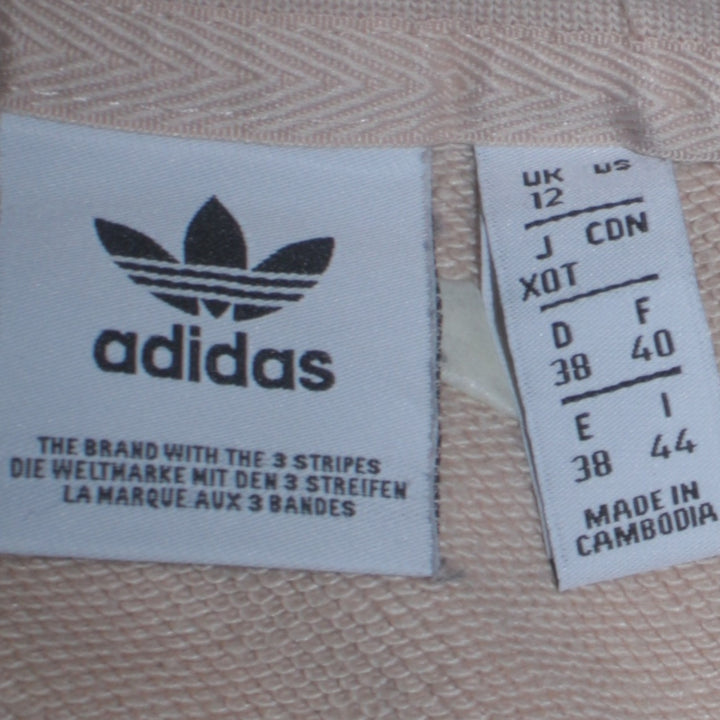 adidas
THE BRAND WITH THE 3 STRIPES
DIE WELTMARKE MIT DEN 3 STREIFEN
LA MARQUE AUX 3 BANDES
UK US
12
J CDN
XOT
D F
38 40
E I
38 44
MADE IN
CAMBODIA